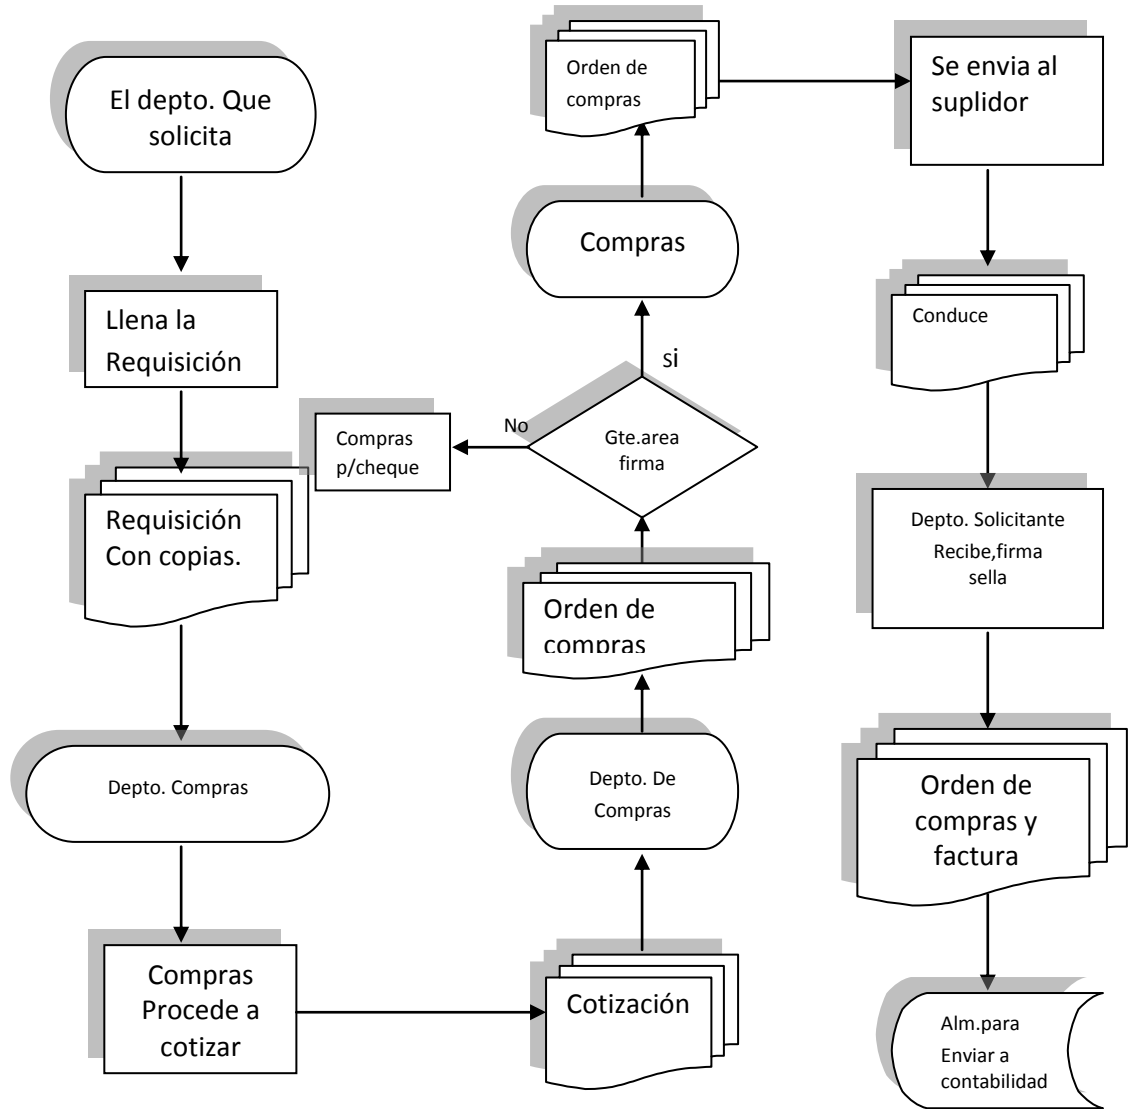 El depto. Que
solicita
Llena la
Requisición
Requisición
Con copias.
Depto. Compras
Compras
Procede a
cotizar
Cotización
Depto. De
Compras
Orden de
compras
Gte.area
firma
No
Compras
p/cheque
si
Compras
Orden de
compras
Se envia al
suplidor
Conduce
Depto. Solicitante
Recibe,firma
sella
Orden de
compras y
factura
Alm.para
Enviar a
contabilidad